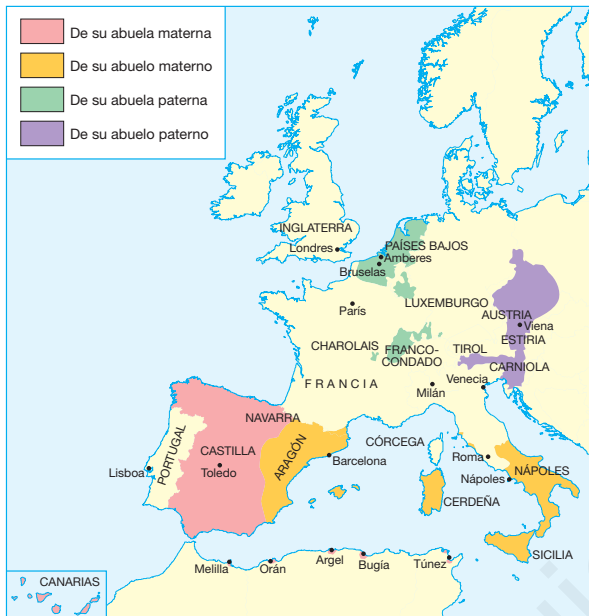 De su abuela materna
De su abuelo materno
De su abuela paterna
De su abuelo paterno
INGLATERRA
Londres
PAÍSES BAJOS
Amberes
Bruselas
LUXEMBURGO
París
AUSTRIA
Viena
ESTIRIA
CHAROLAIS
FRANCO-
CONDADO
TIROL
CARNIOLA
Venecia
FRANCIA
Milán
NAVARRA
CÓRCEGA
PORTUGAL
CASTILLA
ARAGÓN
Barcelona
Roma
NÁPOLES
Lisboa
Toledo
Nápoles
CERDEÑA
SICILIA
Melilla
Orán
Argel
Bugía
Túnez
CANARIAS